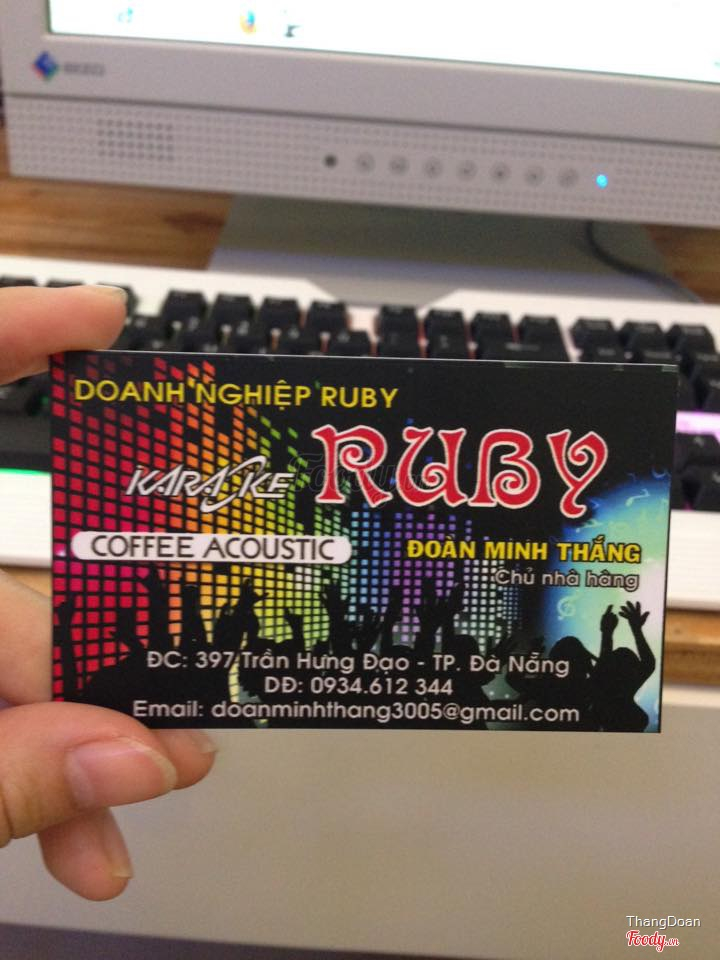 DOANH NGHIỆP RUBY
KARAOKE RUBY
COFFEE ACOUSTIC
ĐOÀN MINH THẮNG
Chủ nhà hàng
ĐC: 397 Trần Hưng Đạo - TP. Đà Nẵng
DĐ: 0934.612 344
Email: doanminhthang3005@gmail.com
ThangDoan
Foody.vn